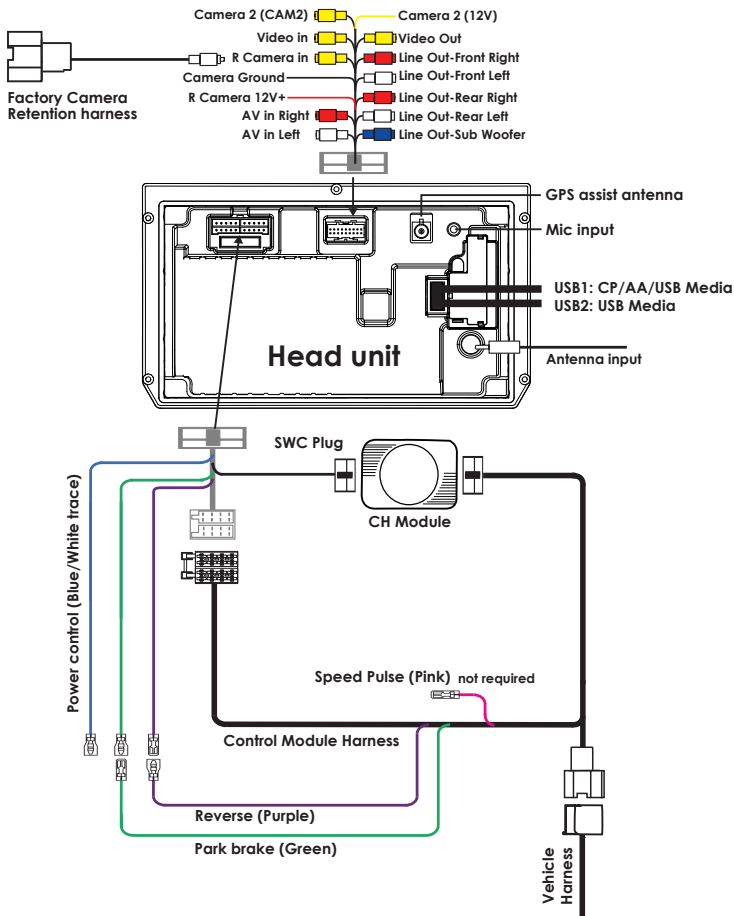 Camera 2 (CAM2)
Camera 2 (12V)
Video in
Video Out
R Camera in
Line Out-Front Right
Camera Ground
Line Out-Front Left
R Camera 12V+
Line Out-Rear Right
AV in Right
Line Out-Rear Left
AV in Left
Line Out-Sub Woofer
Factory Camera
Retention harness
GPS assist antenna
Mic input
USB1: CP/AA/USB Media
USB2: USB Media
Head unit
Antenna input
SWC Plug
CH Module
Power control (Blue/White trace)
Speed Pulse (Pink) not required
Control Module Harness
Reverse (Purple)
Park brake (Green)
Vehicle
Harness